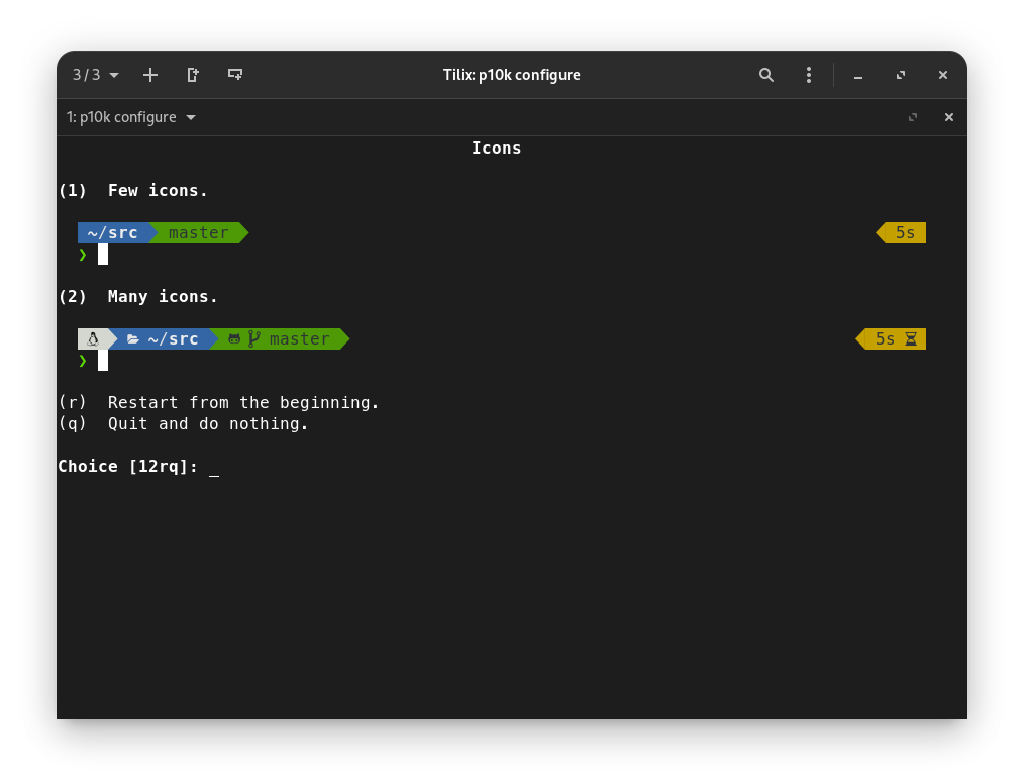 3 / 3
Tilix: p10k configure
1: p10k configure
Icons
(1) Few icons.
~/src master 5s
❯
(2) Many icons.
~/src master 5s
❯
(r) Restart from the beginning.
(q) Quit and do nothing.
Choice [12rq]: _